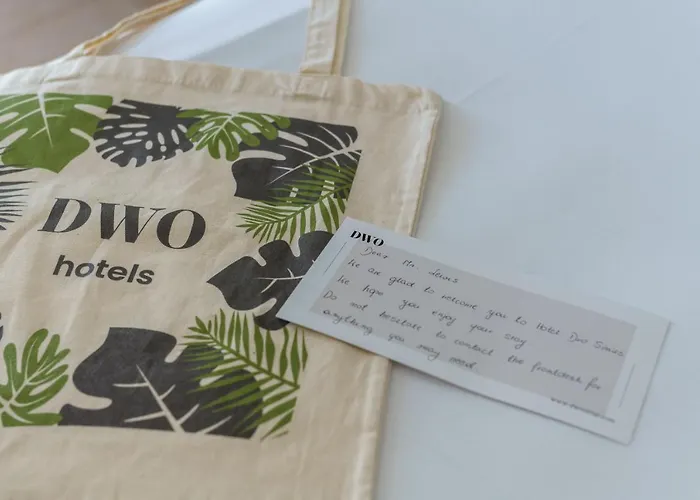 DWO
hotels
DWO
Dear Mr Lewis
We are glad to welcome you to Hotel Dwo
We hope you enjoy your stay
Do not hesitate to contact the frontdesk for
anything you may need